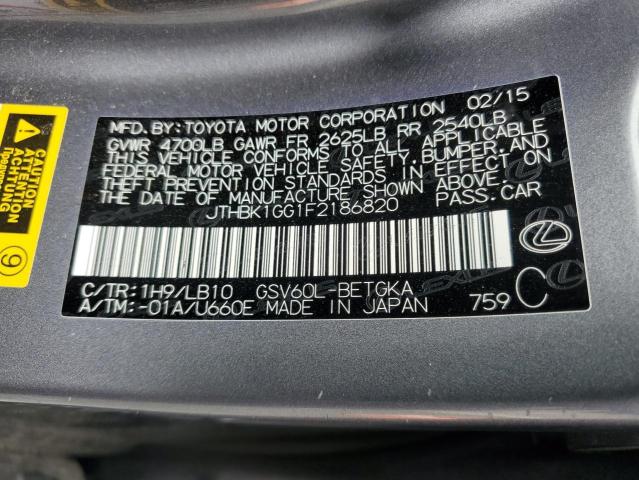 MFD.BY:TOYOTA MOTOR CORPORATION 02/15
GVWR 4700LB GAWR FR 2625LB RR 2540LB
THIS VEHICLE CONFORMS TO ALL APPLICABLE
FEDERAL MOTOR VEHICLE SAFETY,BUMPER,AND
THEFT PREVENTION STANDARDS IN EFFECT ON
THE DATE OF MANUFACTURE SHOWN ABOVE.
JTHBK1GG1F2186820 PASS.CAR
C/TR:1H9/LB10 GSV60L-BETGKA
A/TM:-01A/U660E MADE IN JAPAN 759 C
CAUTION
ACHTUNG
9